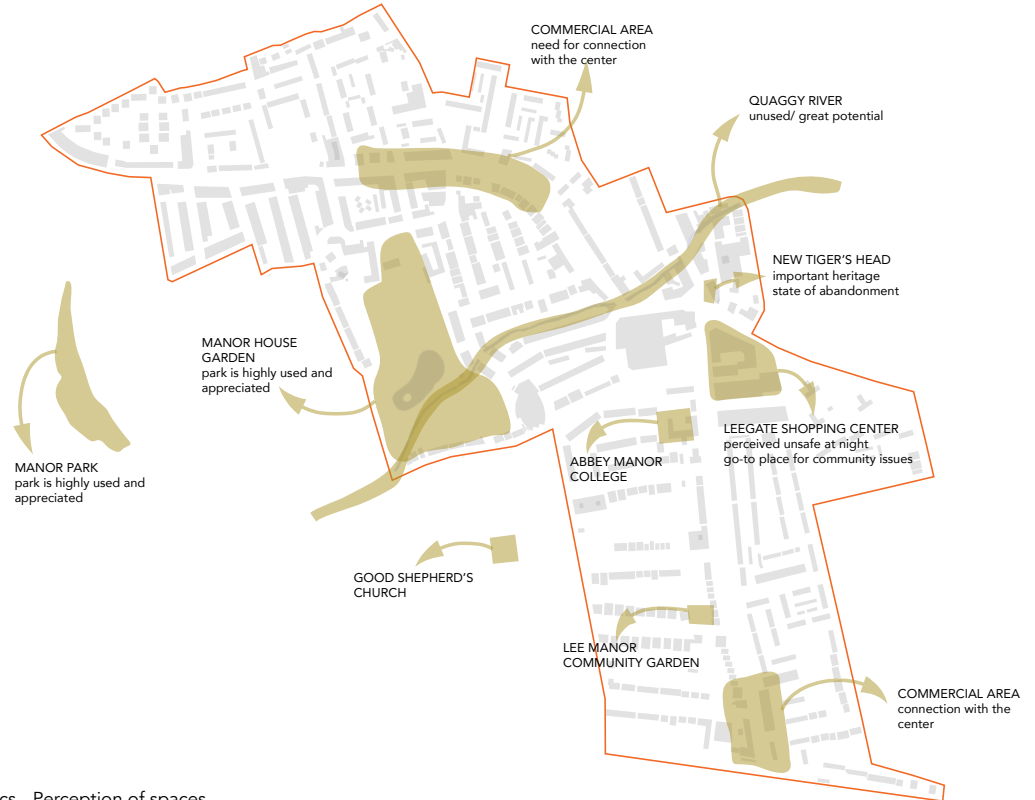 COMMERCIAL AREA
need for connection
with the center
QUAGGY RIVER
unused/ great potential
NEW TIGER'S HEAD
important heritage
state of abandonment
MANOR HOUSE
GARDEN
park is highly used and
appreciated
LEEGATE SHOPPING CENTER
perceived unsafe at night
go-to place for community issues
ABBEY MANOR
COLLEGE
MANOR PARK
park is highly used and
appreciated
GOOD SHEPHERD'S
CHURCH
LEE MANOR
COMMUNITY GARDEN
COMMERCIAL AREA
connection with the
center
Perception of spaces